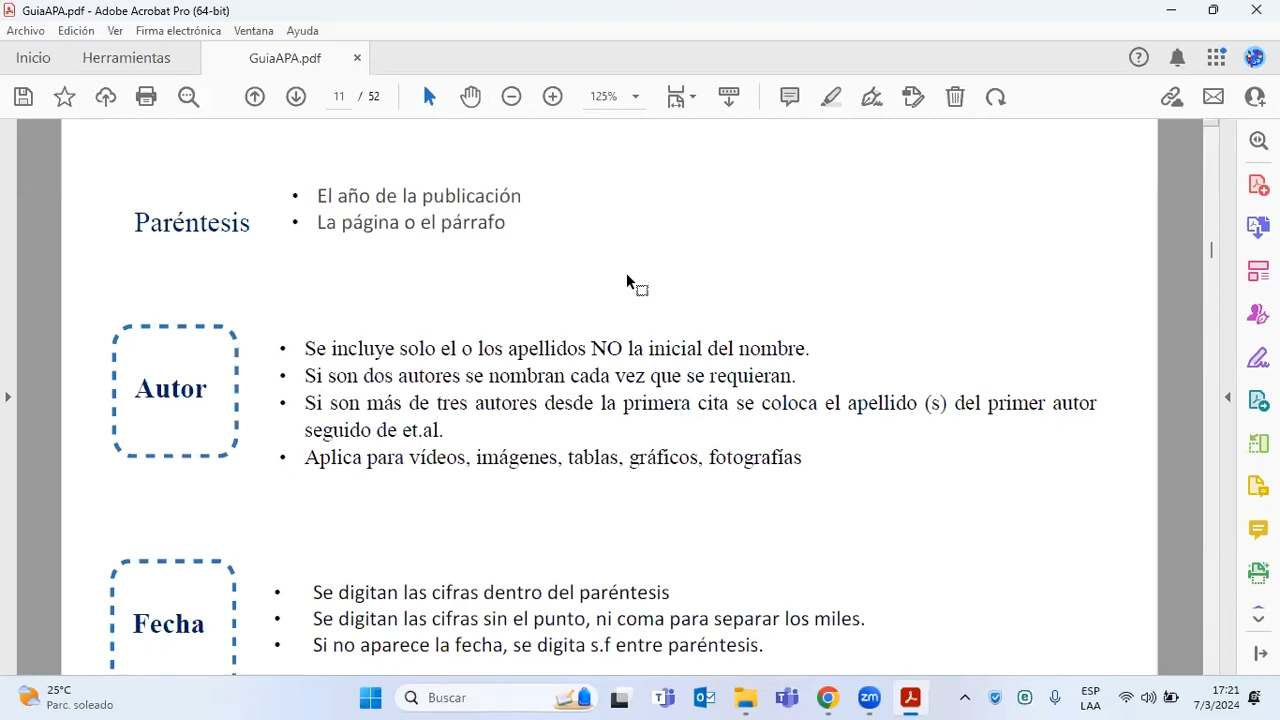 GuiaAPA.pdf - Adobe Acrobat Pro (64-bit)
Archivo Edición Ver Firma electrónica Ventana Ayuda
Inicio Herramientas GuiaAPA.pdf
11 / 52 125%
• El año de la publicación
Paréntesis
• La página o el párrafo
• Se incluye solo el o los apellidos NO la inicial del nombre.
• Si son dos autores se nombran cada vez que se requieran.
Autor
• Si son más de tres autores desde la primera cita se coloca el apellido (s) del primer autor
seguido de et.al.
• Aplica para vídeos, imágenes, tablas, gráficos, fotografías
• Se digitan las cifras dentro del paréntesis
Fecha
• Se digitan las cifras sin el punto, ni coma para separar los miles.
• Si no aparece la fecha, se digita s.f entre paréntesis.
25°C
Parc. soleado
Buscar
ESP
LAA
17:21
7/3/2024